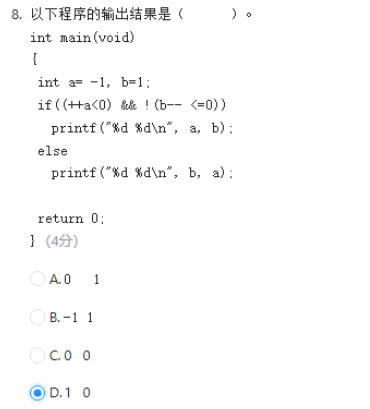 8. 以下程序的输出结果是（　　　）。
int main(void)
{
int a= -1, b=1;
if((++a<0) && !(b-- <=0))
printf("%d %d\n", a, b);
else
printf("%d %d\n", b, a);
return 0;
} (4分)
A.0 1
B.-1 1
C.0 0
D.1 0